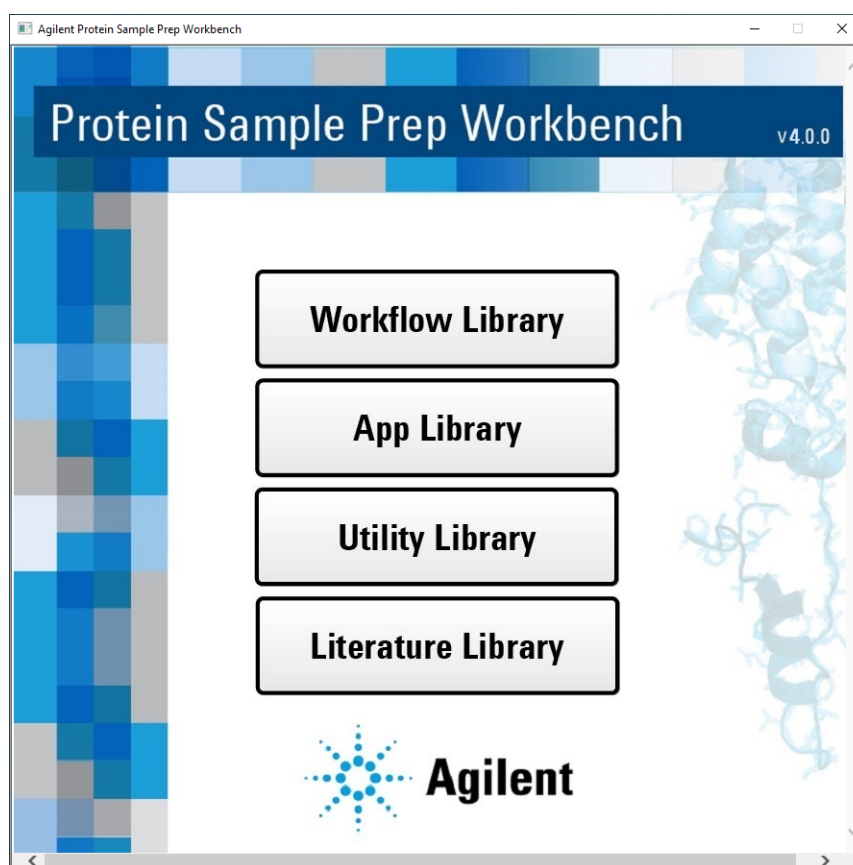 Agilent Protein Sample Prep Workbench
Protein Sample Prep Workbench
v4.0.0
Workflow Library
App Library
Utility Library
Literature Library
Agilent